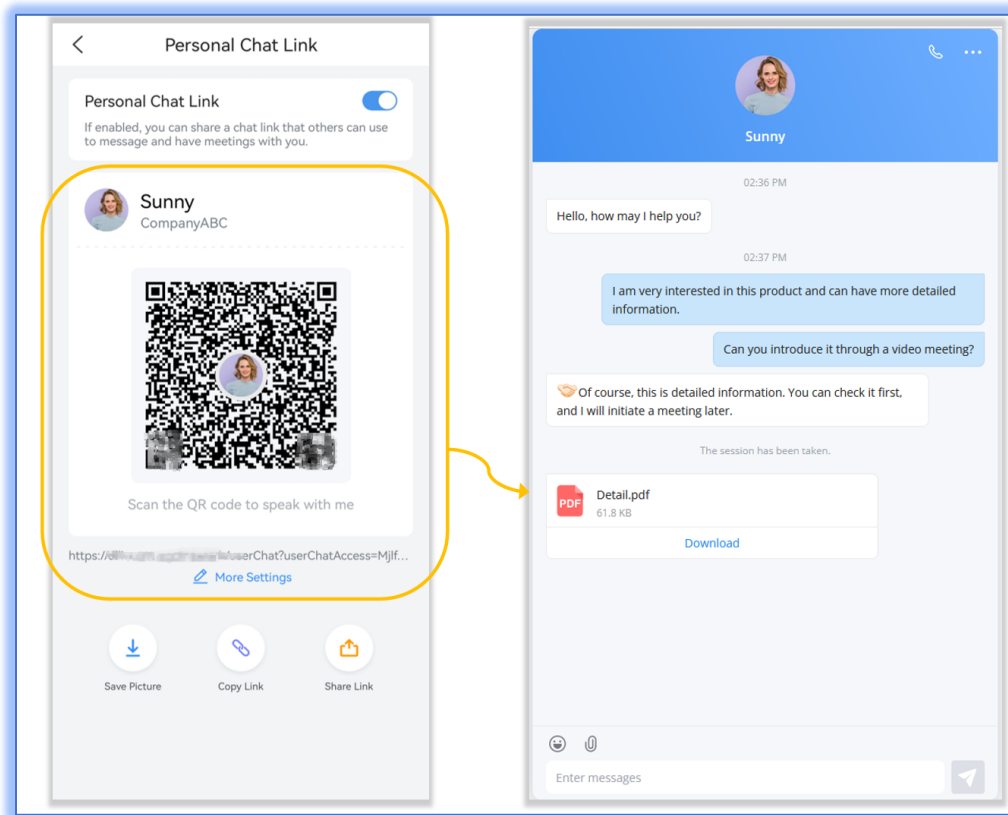 Personal Chat Link
Personal Chat Link
If enabled, you can share a chat link that others can use
to message and have meetings with you.
Sunny
CompanyABC
Scan the QR code to speak with me
https://
erChat?userChatAccess=Mjlf...
More Settings
Save Picture
Copy Link
Share Link
Sunny
02:36 PM
Hello, how may I help you?
02:37 PM
I am very interested in this product and can have more detailed
information.
Can you introduce it through a video meeting?
Of course, this is detailed information. You can check it first,
and I will initiate a meeting later.
The session has been taken.
PDF
Detail.pdf
61.8 KB
Download
Enter messages